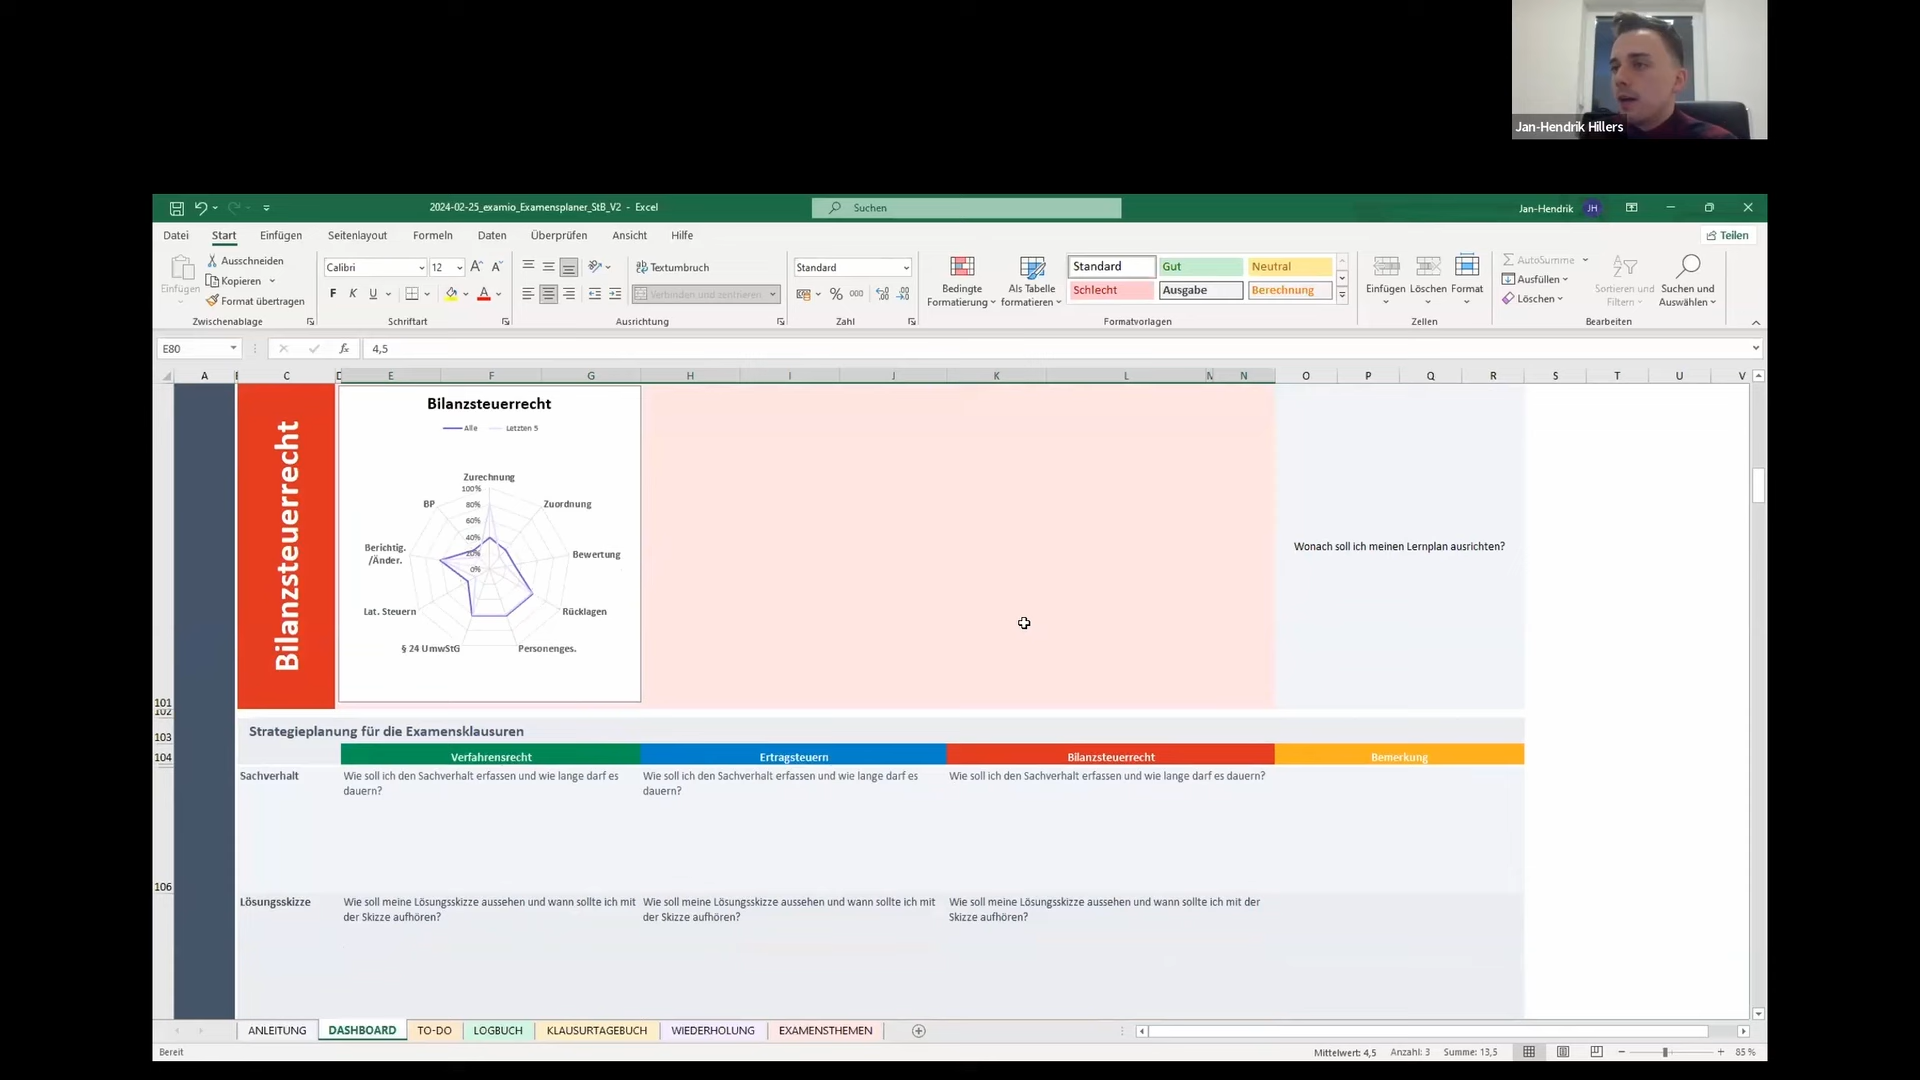 Jan-Hendrik Hillers
2024-02-25_examio_Examensplaner_StB_V2 - Excel
Suchen
Jan-Hendrik JH
Datei Start Einfügen Seitenlayout Formeln Daten Überprüfen Ansicht Hilfe
Teilen
Einfügen
Ausschneiden
Kopieren
Format übertragen
Zwischenablage
Calibri 12
F K U
Schriftart
Textumbruch
Verbinden und zentrieren
Ausrichtung
Standard
% 000
Zahl
Bedingte Formatierung
Als Tabelle formatieren
Standard Gut Neutral
Schlecht Ausgabe Berechnung
Formatvorlagen
Einfügen Löschen Format
Zellen
AutoSumme
Ausfüllen
Löschen
Sortieren und Filtern
Suchen und Auswählen
Bearbeiten
E80 fx 4,5
A C E F G H I J K L N O P Q R S T U V
Bilanzsteuerrecht
Bilanzsteuerrecht
Alle Letzten 5
Zurechnung
Zuordnung
Bewertung
Rücklagen
Personenges.
§ 24 UmwStG
Lat. Steuern
Berichtig.
/Änder.
BP
100%
80%
60%
40%
20%
0%
Wonach soll ich meinen Lernplan ausrichten?
101
102
103
104
106
Strategieplanung für die Examensklausuren
Verfahrensrecht Ertragsteuern Bilanzsteuerrecht Bemerkung
Sachverhalt
Wie soll ich den Sachverhalt erfassen und wie lange darf es
dauern?
Wie soll ich den Sachverhalt erfassen und wie lange darf es
dauern?
Wie soll ich den Sachverhalt erfassen und wie lange darf es dauern?
Lösungsskizze
Wie soll meine Lösungsskizze aussehen und wann sollte ich mit
der Skizze aufhören?
Wie soll meine Lösungsskizze aussehen und wann sollte ich mit
der Skizze aufhören?
Wie soll meine Lösungsskizze aussehen und wann sollte ich mit der
Skizze aufhören?
ANLEITUNG DASHBOARD TO-DO LOGBUCH KLAUSURTAGEBUCH WIEDERHOLUNG EXAMENSTHEMEN
Bereit
Mittelwert: 4,5 Anzahl: 3 Summe: 13,5
85 %